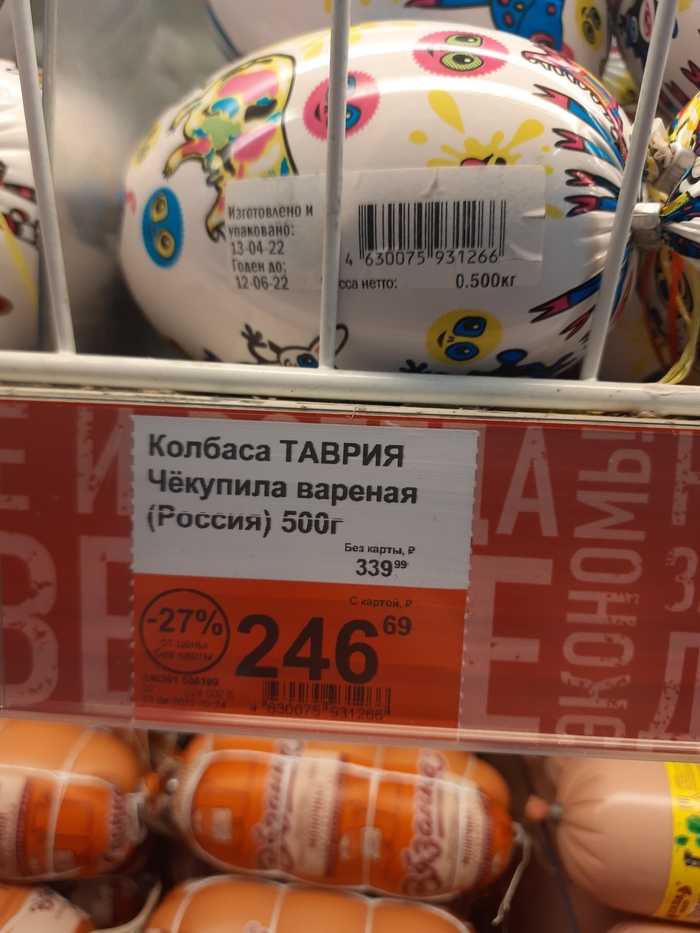 Изготовлено и
упаковано:
13-04-22
Годен до:
12-06-22
4 630075 931266
сса нетто: 0.500кг
Колбаса ТАВРИЯ
Чёкупила вареная
(Россия) 500г
Без карты, ₽
339 99
С картой, ₽
-27%
от цены
без карты
246 69
4 630075 931266
ЭКОНОМЫ